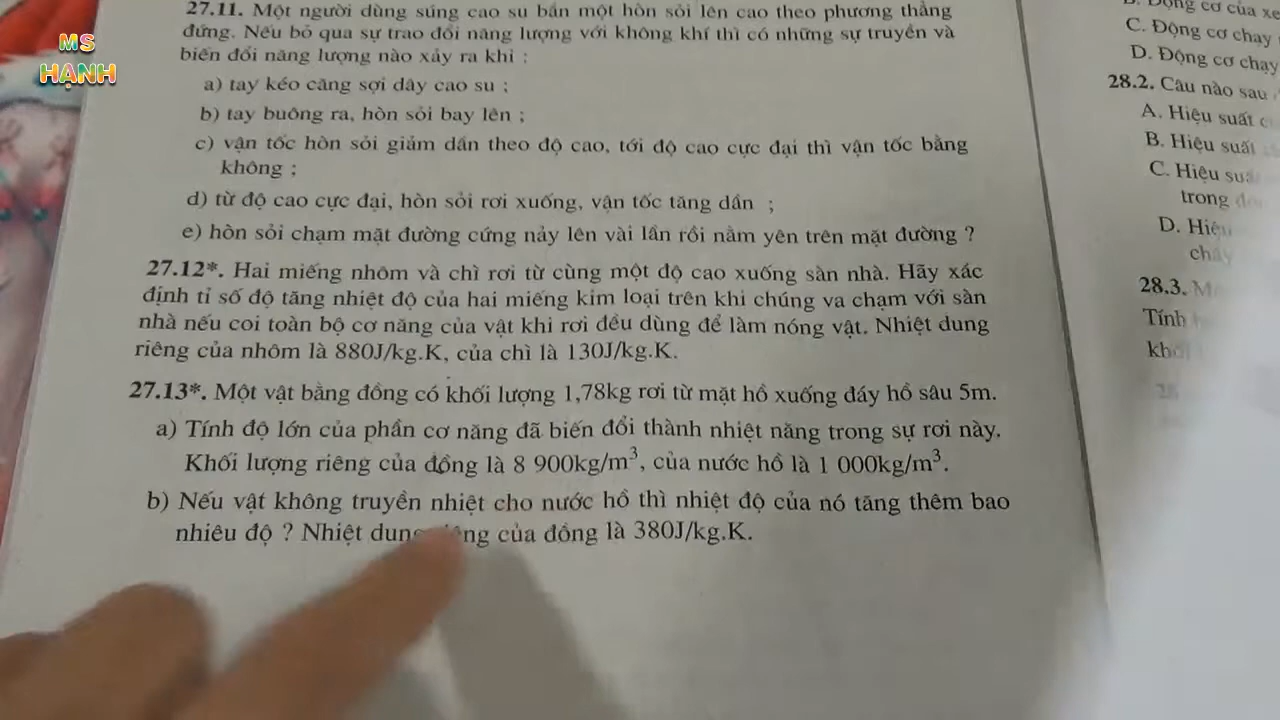 MS
HẠNH
27.11. Một người dùng súng cao su bắn một hòn sỏi lên cao theo phương thẳng
đứng. Nếu bỏ qua sự trao đổi năng lượng với không khí thì có những sự truyền và
biến đổi năng lượng nào xảy ra khi :
a) tay kéo căng sợi dây cao su ;
b) tay buông ra, hòn sỏi bay lên ;
c) vận tốc hòn sỏi giảm dần theo độ cao, tới độ cao cực đại thì vận tốc bằng
không ;
d) từ độ cao cực đại, hòn sỏi rơi xuống, vận tốc tăng dần ;
e) hòn sỏi chạm mặt đường cứng nảy lên vài lần rồi nằm yên trên mặt đường ?
27.12*. Hai miếng nhôm và chì rơi từ cùng một độ cao xuống sàn nhà. Hãy xác
định tỉ số độ tăng nhiệt độ của hai miếng kim loại trên khi chúng va chạm với sàn
nhà nếu coi toàn bộ cơ năng của vật khi rơi đều dùng để làm nóng vật. Nhiệt dung
riêng của nhôm là 880J/kg.K, của chì là 130J/kg.K.
27.13*. Một vật bằng đồng có khối lượng 1,78kg rơi từ mặt hồ xuống đáy hồ sâu 5m.
a) Tính độ lớn của phần cơ năng đã biến đổi thành nhiệt năng trong sự rơi này.
Khối lượng riêng của đồng là 8 900kg/m³, của nước hồ là 1 000kg/m³.
b) Nếu vật không truyền nhiệt cho nước hồ thì nhiệt độ của nó tăng thêm bao
nhiêu độ ? Nhiệt dung riêng của đồng là 380J/kg.K.
Động cơ của xe
C. Động cơ chạy
D. Động cơ chạy
28.2. Câu nào sau
A. Hiệu suất
B. Hiệu suất
C. Hiệu suất
trong
D. Hiệu
chảy
28.3.
Tính